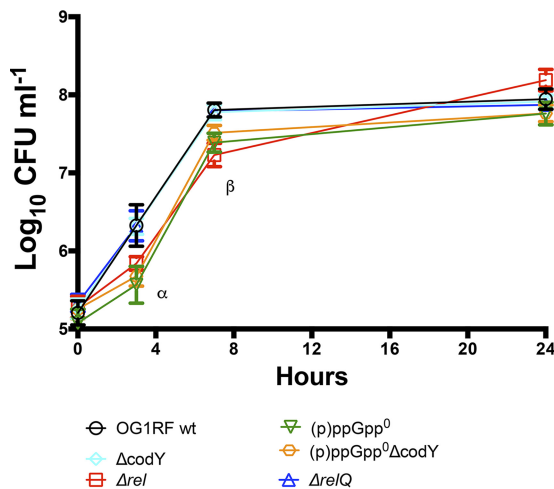 9
8
7
6
5
Log10 CFU ml-1
α
β
0 4 8 12 16 20 24
Hours
OG1RF wt
(p)ppGpp0
ΔcodY
(p)ppGpp0ΔcodY
Δrel
ΔrelQ